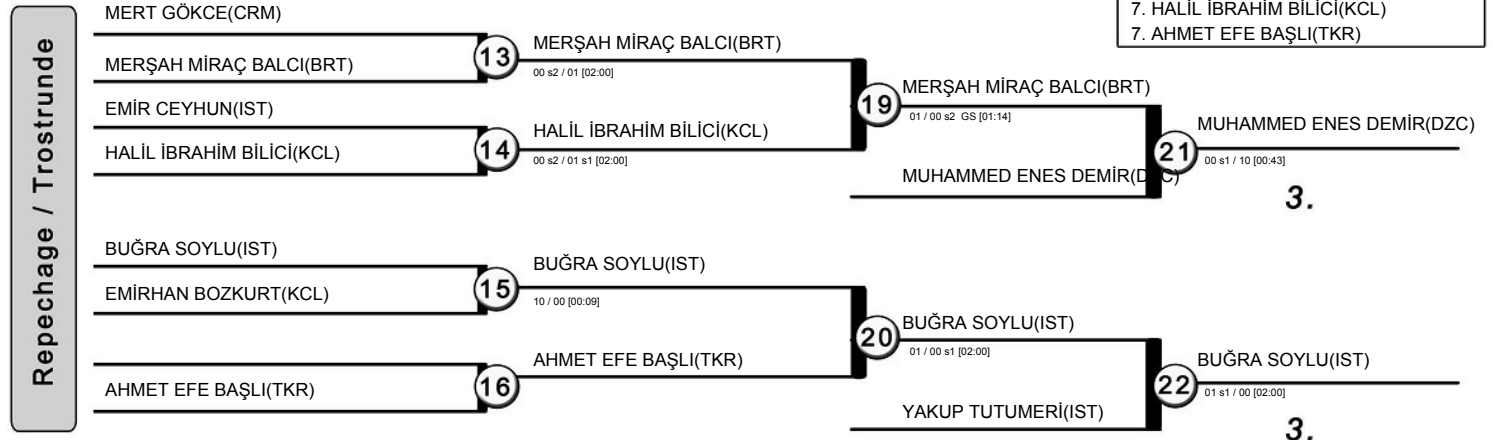 7. HALİL İBRAHİM BİLİCİ(KCL)
7. AHMET EFE BAŞLI(TKR)
Repechage / Trostrunde
MERT GÖKCE(CRM)
MERŞAH MİRAÇ BALCI(BRT)
13
MERŞAH MİRAÇ BALCI(BRT)
00 s2 / 01 [02:00]
EMİR CEYHUN(IST)
HALİL İBRAHİM BİLİCİ(KCL)
14
HALİL İBRAHİM BİLİCİ(KCL)
00 s2 / 01 s1 [02:00]
19
MERŞAH MİRAÇ BALCI(BRT)
01 / 00 s2 GS [01:14]
MUHAMMED ENES DEMİR(DZC)
21
MUHAMMED ENES DEMİR(DZC)
00 s1 / 10 [00:43]
3.
BUĞRA SOYLU(IST)
EMİRHAN BOZKURT(KCL)
15
BUĞRA SOYLU(IST)
10 / 00 [00:09]
AHMET EFE BAŞLI(TKR)
16
AHMET EFE BAŞLI(TKR)
20
BUĞRA SOYLU(IST)
01 / 00 s1 [02:00]
YAKUP TUTUMERİ(IST)
22
BUĞRA SOYLU(IST)
01 s1 / 00 [02:00]
3.